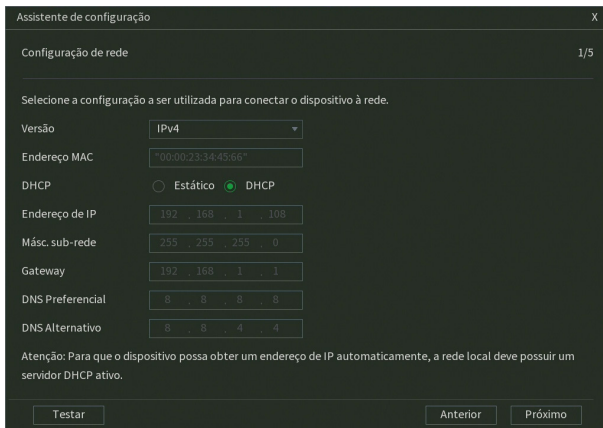 Assistente de configuração X
Configuração de rede 1/5
Selecione a configuração a ser utilizada para conectar o dispositivo à rede.
Versão IPv4
Endereço MAC "00:00:23:34:45:66"
DHCP Estático DHCP
Endereço de IP 192 . 168 . 1 . 108
Másc. sub-rede 255 . 255 . 255 . 0
Gateway 192 . 168 . 1 . 1
DNS Preferencial 8 . 8 . 8 . 8
DNS Alternativo 8 . 8 . 4 . 4
Atenção: Para que o dispositivo possa obter um endereço de IP automaticamente, a rede local deve possuir um
servidor DHCP ativo.
Testar Anterior Próximo